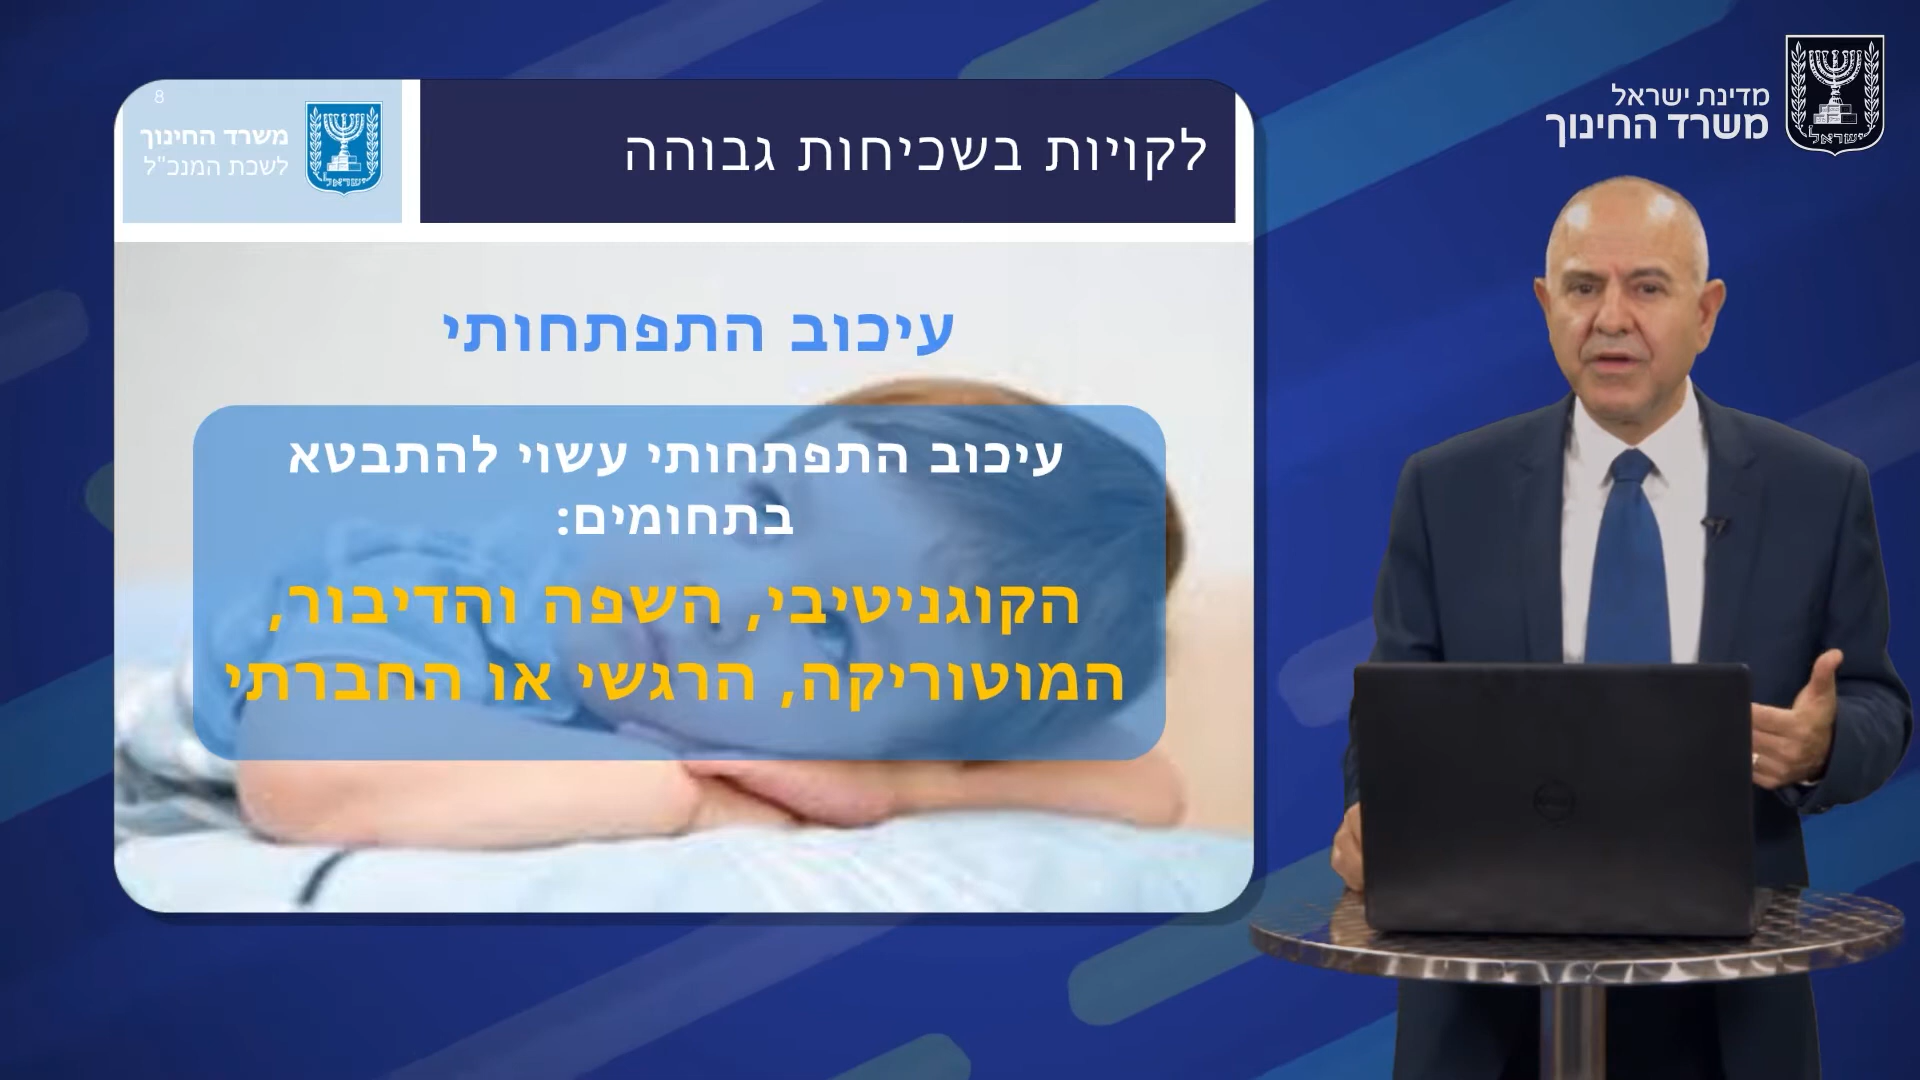 מדינת ישראל
משרד החינוך
ישראל
8
משרד החינוך
לשכת המנכ"ל
ישראל
לקויות בשכיחות גבוהה
עיכוב התפתחותי
עיכוב התפתחותי עשוי להתבטא
בתחומים:
הקוגניטיבי, השפה והדיבור,
המוטוריקה, הרגשי או החברתי